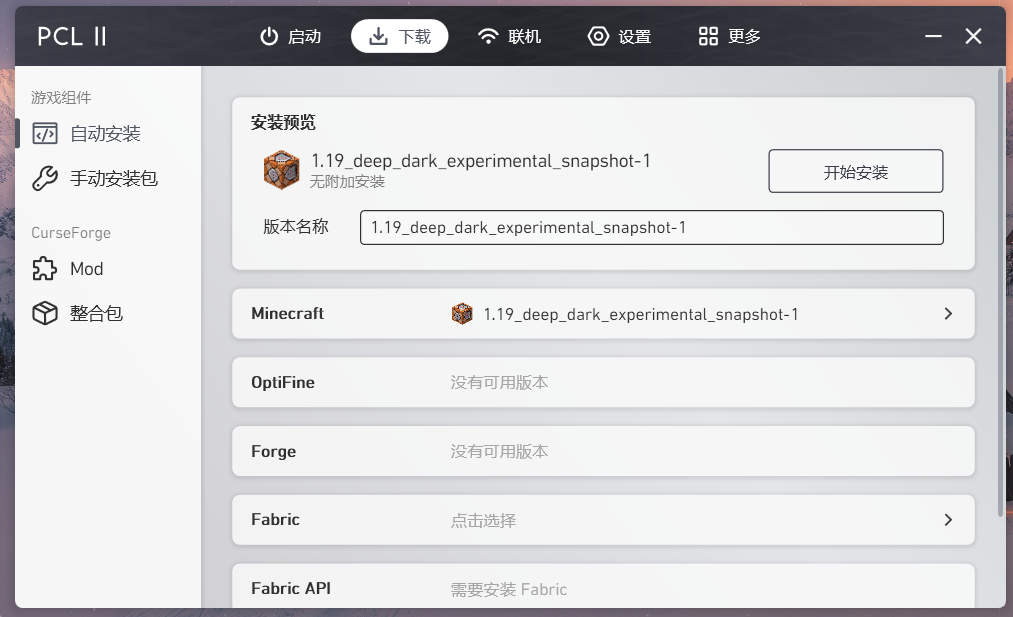 PCL II
启动
下载
联机
设置
更多
游戏组件
自动安装
手动安装包
CurseForge
Mod
整合包
安装预览
1.19_deep_dark_experimental_snapshot-1
无附加安装
开始安装
版本名称
1.19_deep_dark_experimental_snapshot-1
Minecraft
1.19_deep_dark_experimental_snapshot-1
OptiFine
没有可用版本
Forge
没有可用版本
Fabric
点击选择
Fabric API
需要安装 Fabric